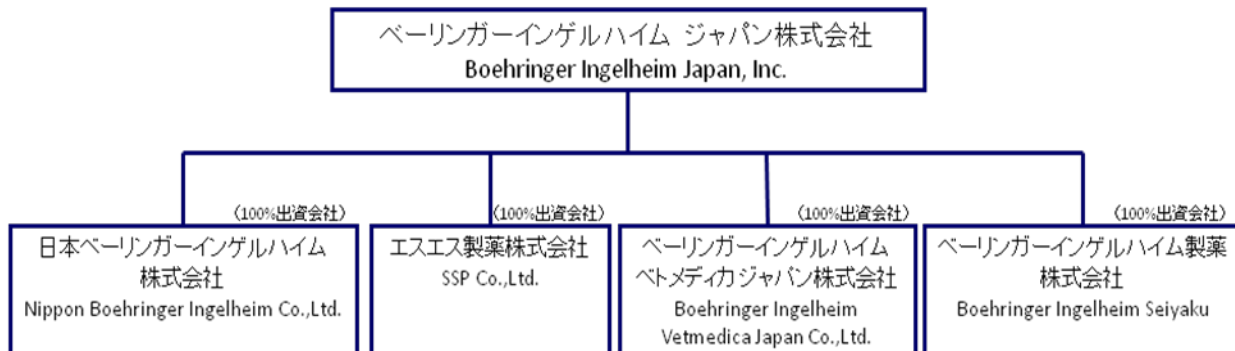 ベーリンガーインゲルハイム ジャパン株式会社
Boehringer Ingelheim Japan, Inc.
（100%出資会社）
日本ベーリンガーインゲルハイム
株式会社
Nippon Boehringer Ingelheim Co.,Ltd.
（100%出資会社）
エスエス製薬株式会社
SSP Co.,Ltd.
（100%出資会社）
ベーリンガーインゲルハイム
ベトメディカジャパン株式会社
Boehringer Ingelheim
Vetmedica Japan Co.,Ltd.
（100%出資会社）
ベーリンガーインゲルハイム製薬
株式会社
Boehringer Ingelheim Seiyaku